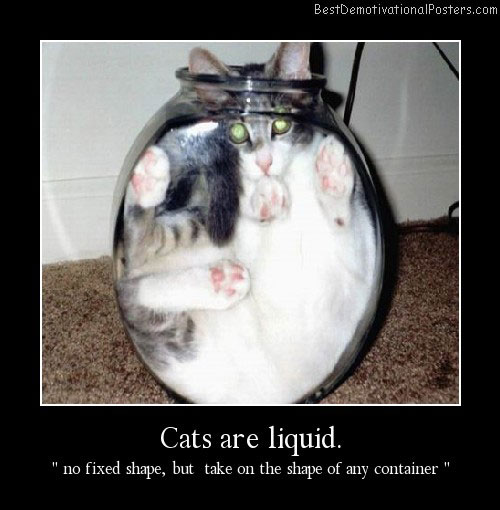 BestDemotivationalPosters.com
Cats are liquid.
" no fixed shape, but take on the shape of any container "